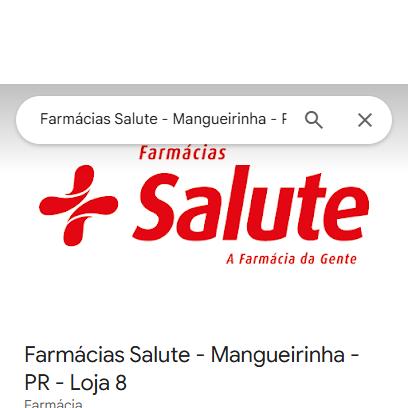 Farmácias Salute - Mangueirinha - P
Farmácias
Salute
A Farmácia da Gente
Farmácias Salute - Mangueirinha -
PR - Loja 8
Farmácia